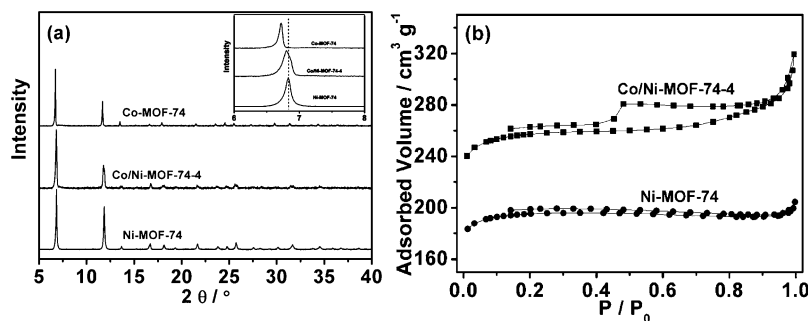 (a)
Intensity
Co-MOF-74
Co/Ni-MOF-74-4
Ni-MOF-74
5 10 15 20 25 30 35 40
2 θ / °
Intensity
Co-MOF-74
Co/Ni-MOF-74-4
Ni-MOF-74
6 7 8
(b)
Adsorbed Volume / cm³ g⁻¹
320
280
240
200
160
Co/Ni-MOF-74-4
Ni-MOF-74
0.0 0.2 0.4 0.6 0.8 1.0
P / P₀